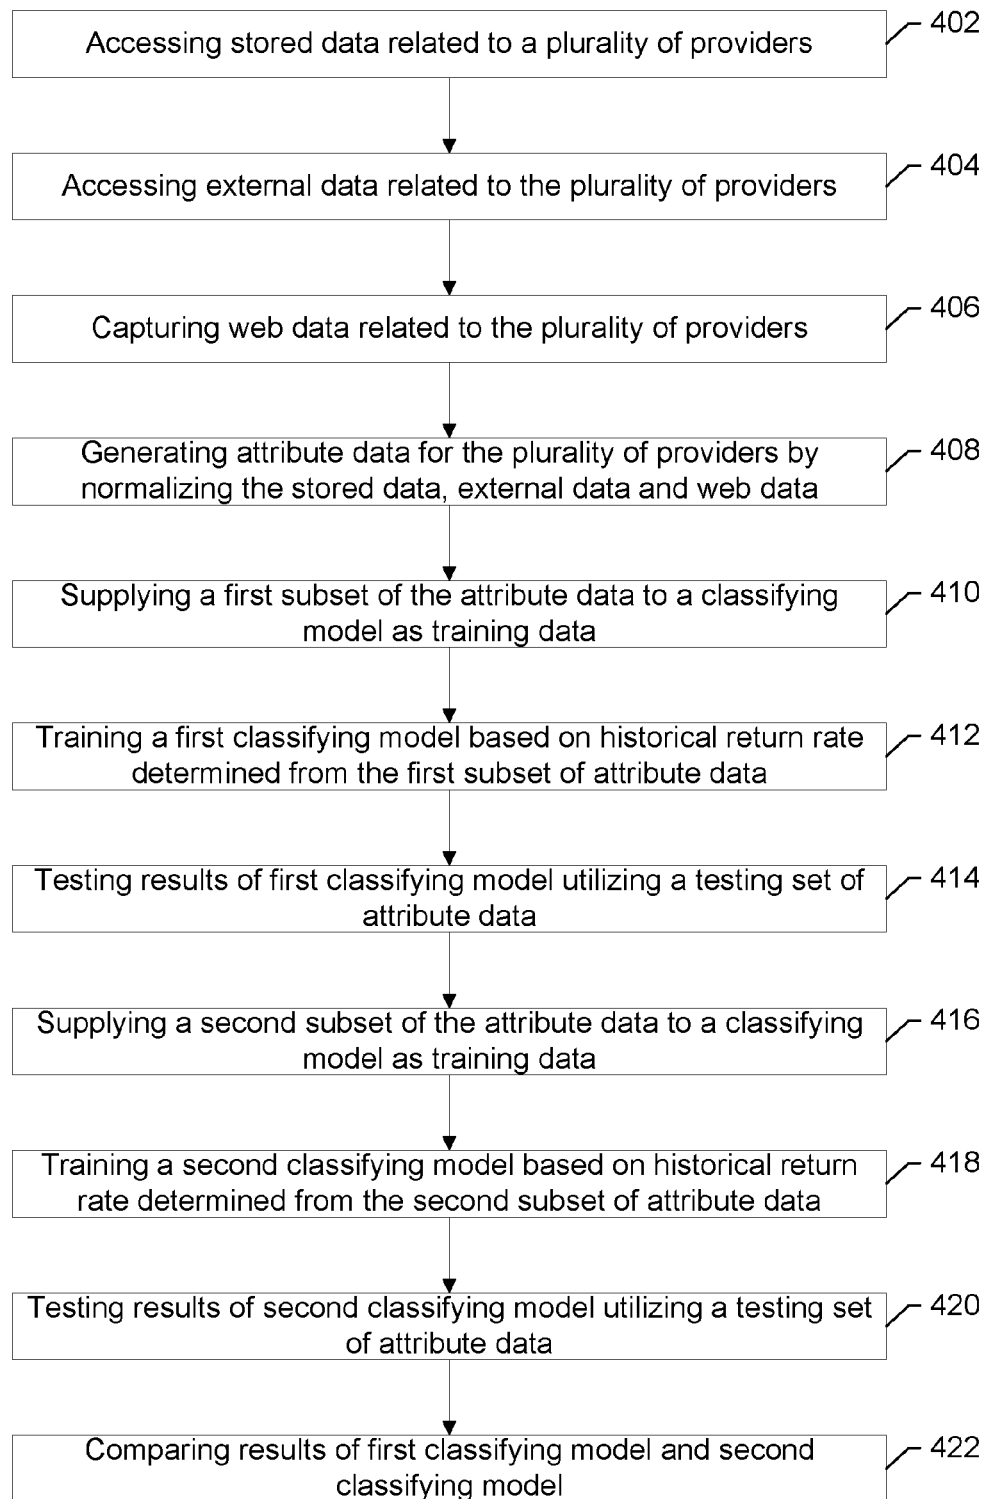 Accessing stored data related to a plurality of providers
402
Accessing external data related to the plurality of providers
404
Capturing web data related to the plurality of providers
406
Generating attribute data for the plurality of providers by
normalizing the stored data, external data and web data
408
Supplying a first subset of the attribute data to a classifying
model as training data
410
Training a first classifying model based on historical return rate
determined from the first subset of attribute data
412
Testing results of first classifying model utilizing a testing set of
attribute data
414
Supplying a second subset of the attribute data to a classifying
model as training data
416
Training a second classifying model based on historical return
rate determined from the second subset of attribute data
418
Testing results of second classifying model utilizing a testing set
of attribute data
420
Comparing results of first classifying model and second
classifying model
422